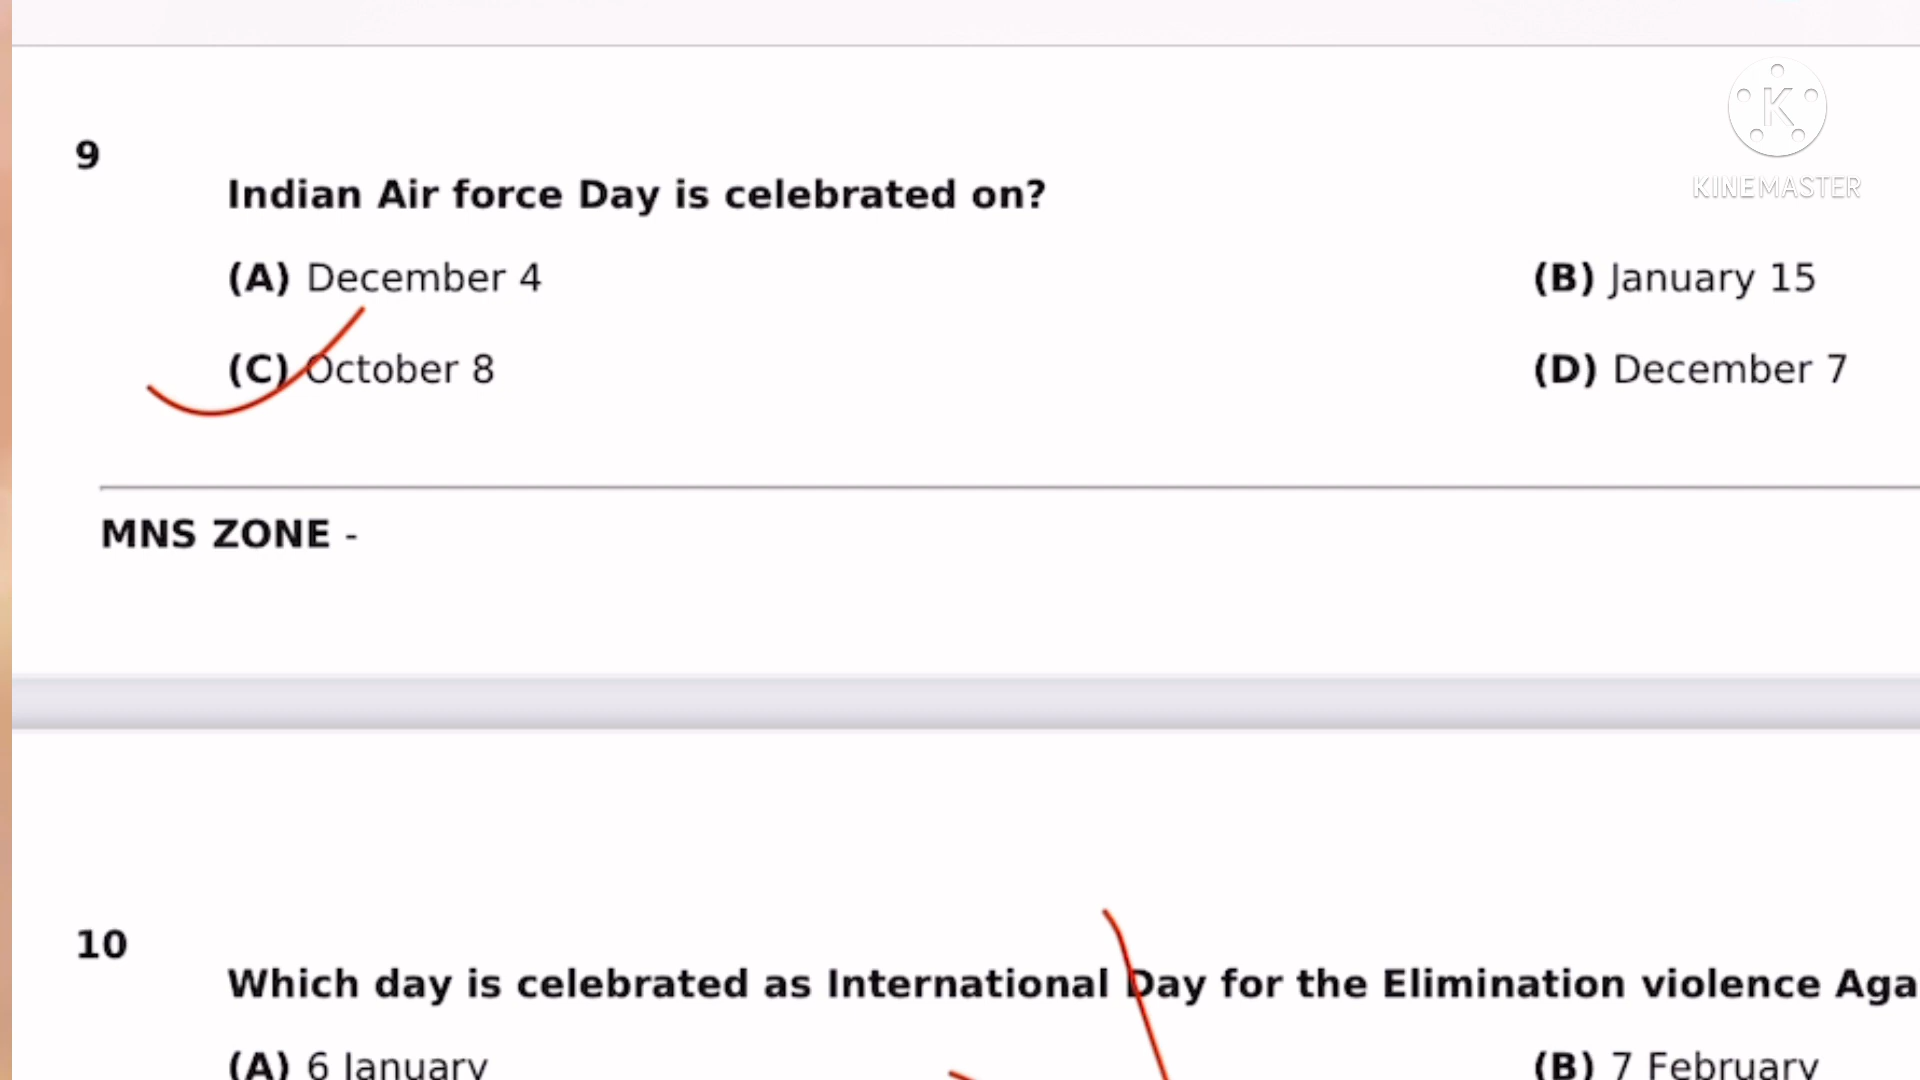 KINEMASTER
9
Indian Air force Day is celebrated on?
(A) December 4
(B) January 15
(C) October 8
(D) December 7
MNS ZONE -
10
Which day is celebrated as International Day for the Elimination violence Aga
(A) 6 January
(B) 7 February